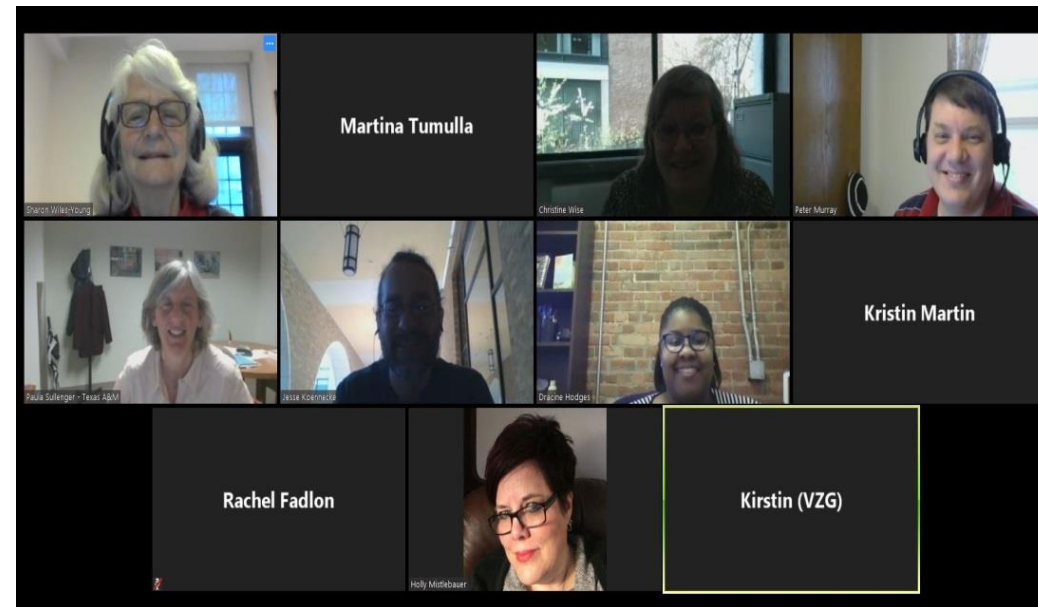 Sharon Wiles-Young
Martina Tumulla
Christine Wise
Peter Murray
Paula Sullenger - Texas A&M
Jesse Koennecke
Dracine Hodges
Kristin Martin
Rachel Fadlon
Holly Mistlebauer
Kirstin (VZG)